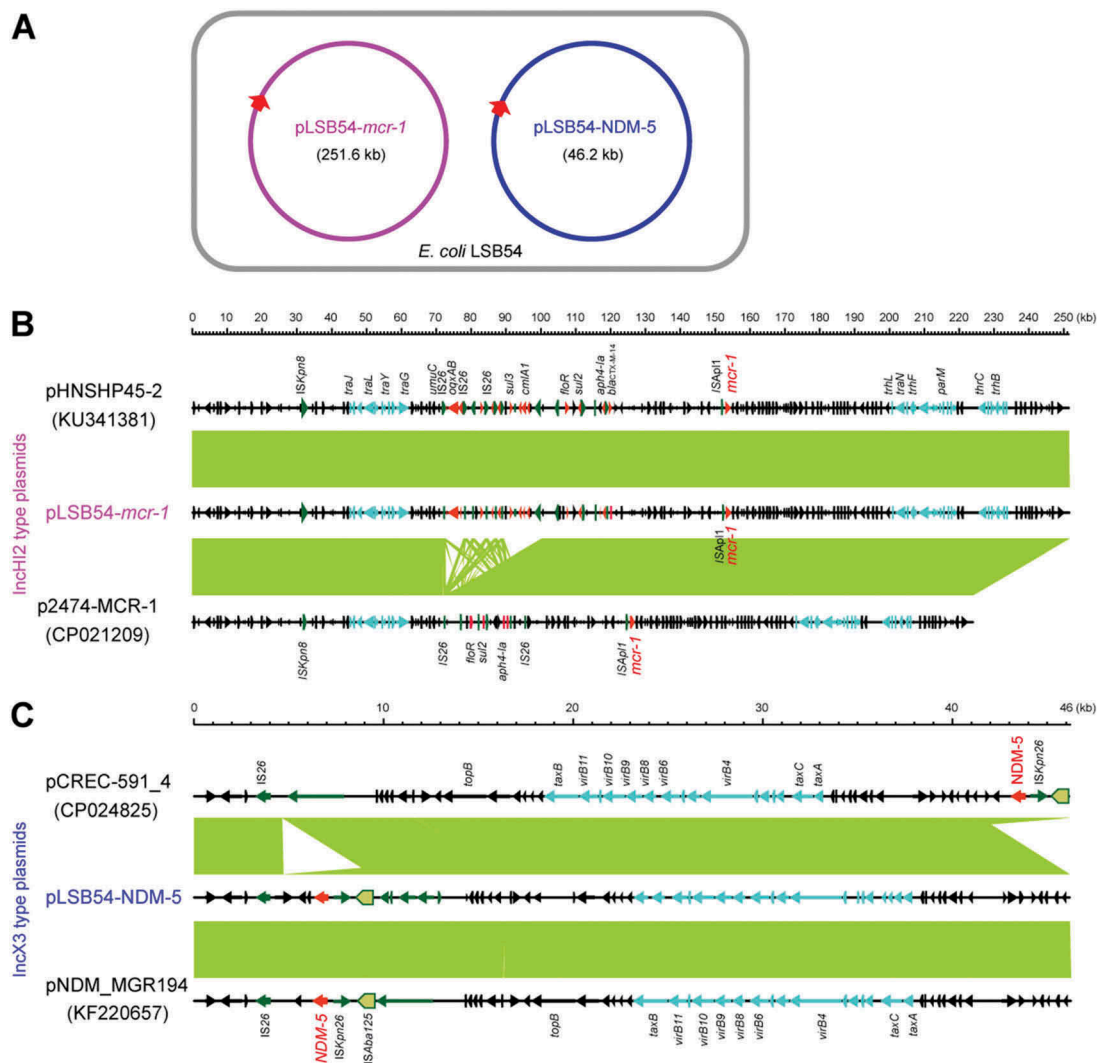 A
pLSB54-mcr-1
(251.6 kb)
pLSB54-NDM-5
(46.2 kb)
E. coli LSB54
B
0 10 20 30 40 50 60 70 80 90 100 110 120 130 140 150 160 170 180 190 200 210 220 230 240 250 (kb)
ISKpn8 traJ traL traY traG umuC IS26 oqxAB IS26 IS26 sul3 cmlA1 floR sul2 aph4-Ia blaCTX-M-14 ISApl1 mcr-1 trhL traN trhF parM thrC trhB
pHNSHP45-2
(KU341381)
IncHI2 type plasmids
pLSB54-mcr-1
ISApl1 mcr-1
p2474-MCR-1
(CP021209)
ISKpn8 IS26 floR sul2 aph4-Ia IS26 ISApl1 mcr-1
C
0 10 20 30 40 46 (kb)
IS26 topB taxB virB11 virB10 virB9 virB8 virB6 virB4 taxC taxA NDM-5 ISKpn26
pCREC-591_4
(CP024825)
IncX3 type plasmids
pLSB54-NDM-5
pNDM_MGR194
(KF220657)
IS26 NDM-5 ISKpn26 ISAba125 topB taxB virB11 virB10 virB9 virB8 virB6 virB4 taxC taxA